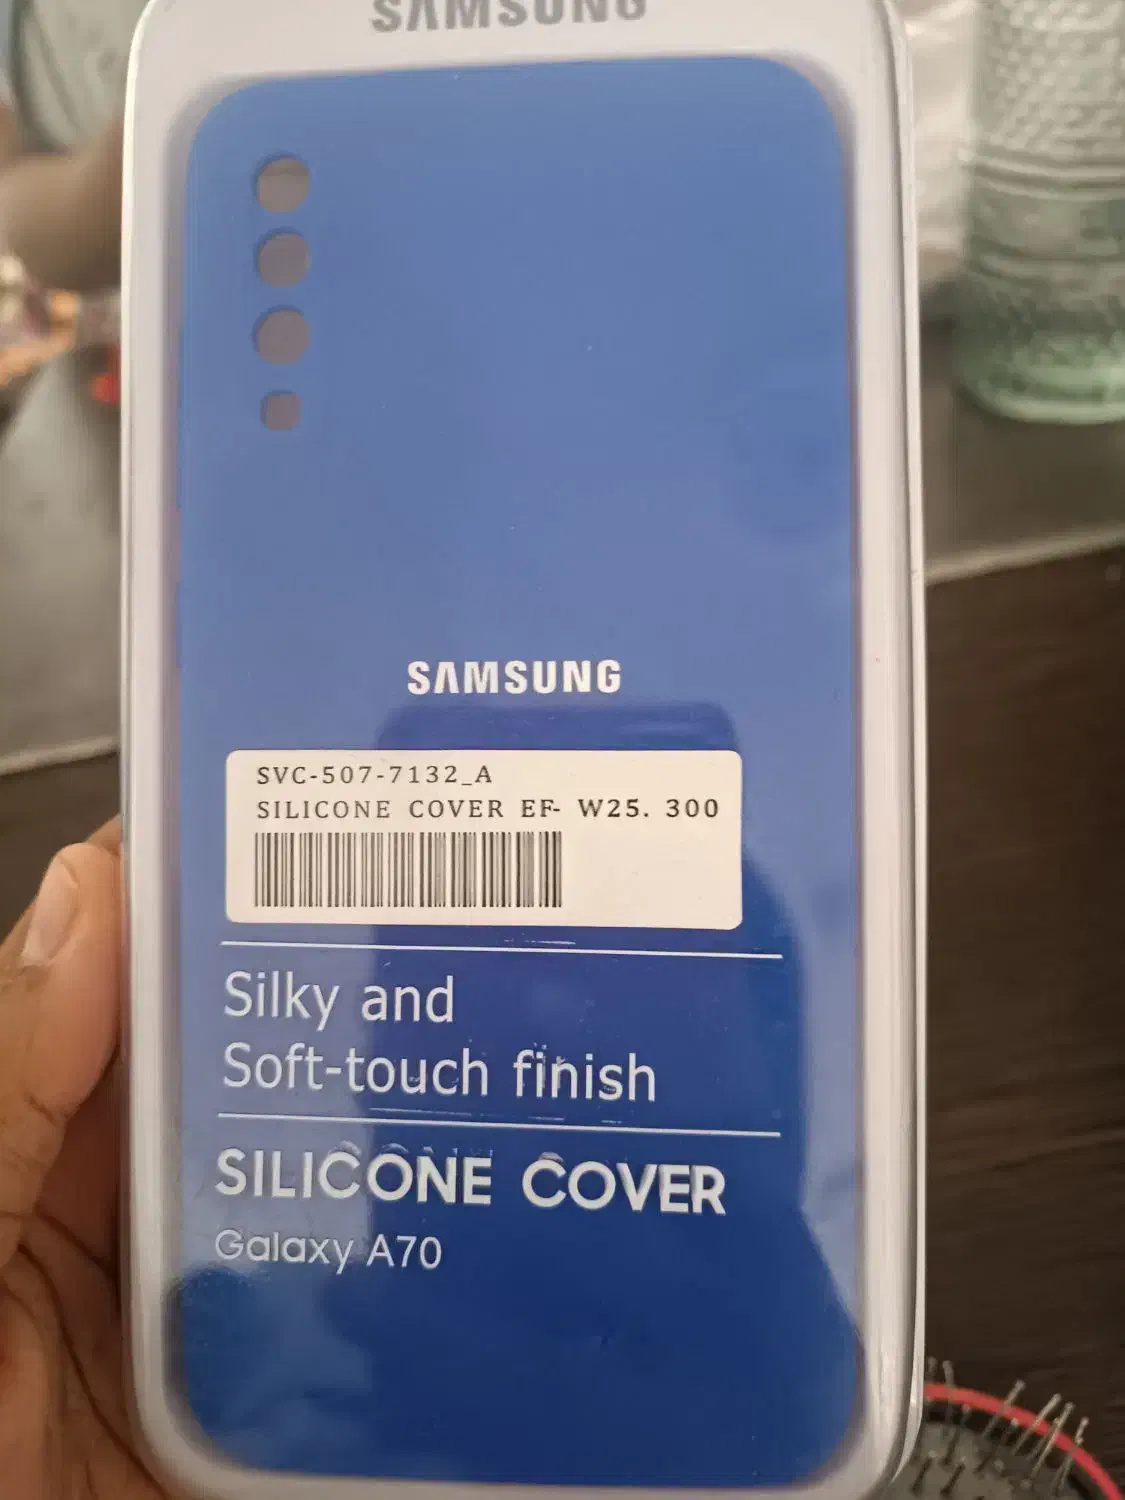 SAMSUNG
SAMSUNG
SVC-507-7132_A
SILICONE COVER EF- W25. 300
Silky and
Soft-touch finish
SILICONE COVER
Galaxy A70